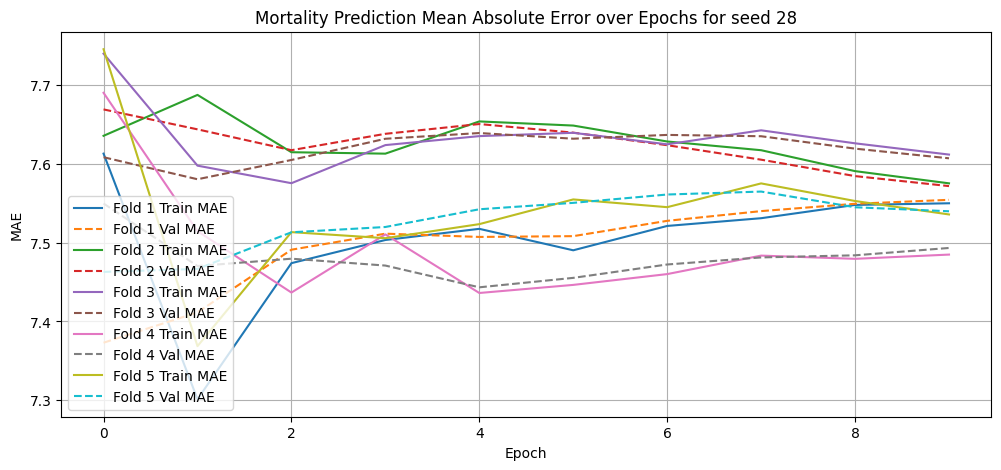 Mortality Prediction Mean Absolute Error over Epochs for seed 28
MAE
7.7
7.6
7.5
7.4
7.3
Fold 1 Train MAE
Fold 1 Val MAE
Fold 2 Train MAE
Fold 2 Val MAE
Fold 3 Train MAE
Fold 3 Val MAE
Fold 4 Train MAE
Fold 4 Val MAE
Fold 5 Train MAE
Fold 5 Val MAE
0 2 4 6 8
Epoch